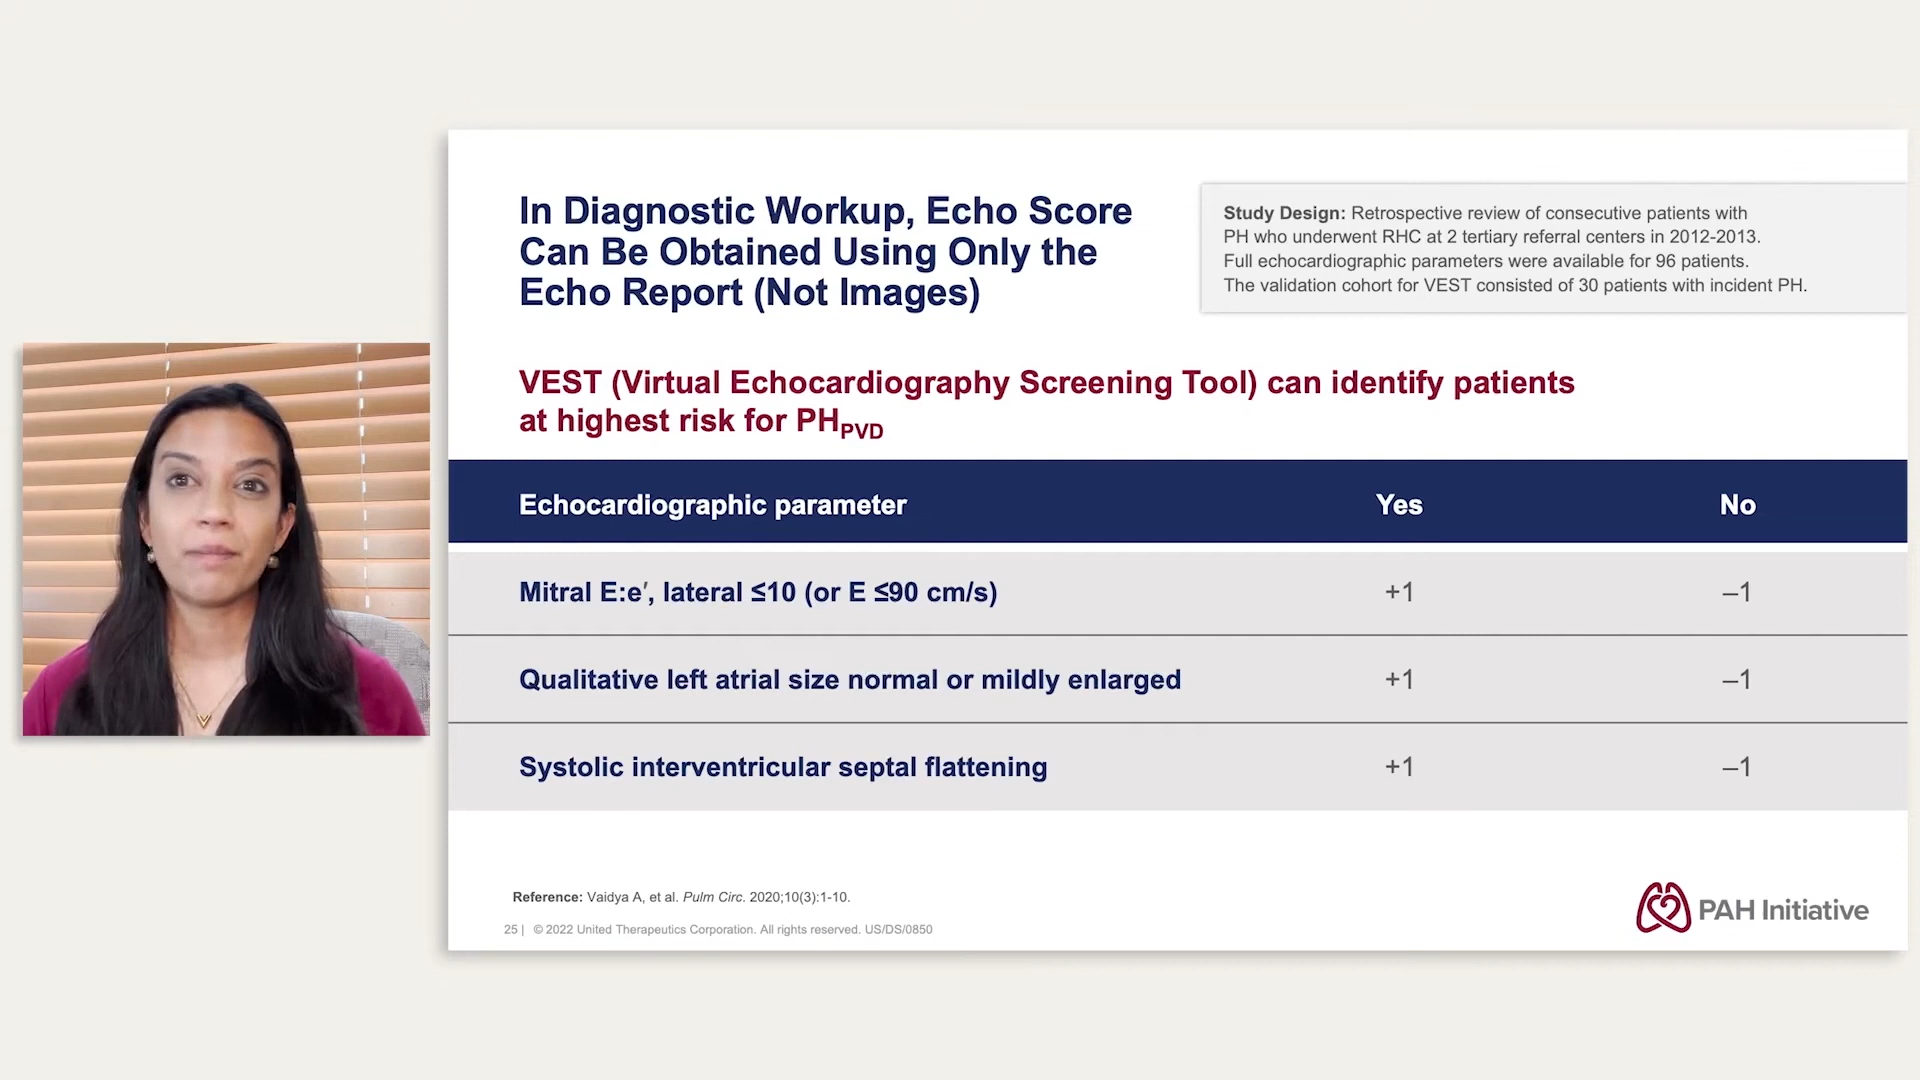 In Diagnostic Workup, Echo Score
Can Be Obtained Using Only the
Echo Report (Not Images)
Study Design: Retrospective review of consecutive patients with
PH who underwent RHC at 2 tertiary referral centers in 2012-2013.
Full echocardiographic parameters were available for 96 patients.
The validation cohort for VEST consisted of 30 patients with incident PH.
VEST (Virtual Echocardiography Screening Tool) can identify patients
at highest risk for PHPVD
Echocardiographic parameter Yes No
Mitral E:e′, lateral ≤10 (or E ≤90 cm/s) +1 –1
Qualitative left atrial size normal or mildly enlarged +1 –1
Systolic interventricular septal flattening +1 –1
Reference: Vaidya A, et al. Pulm Circ. 2020;10(3):1-10.
25 | © 2022 United Therapeutics Corporation. All rights reserved. US/DS/0850
PAH Initiative